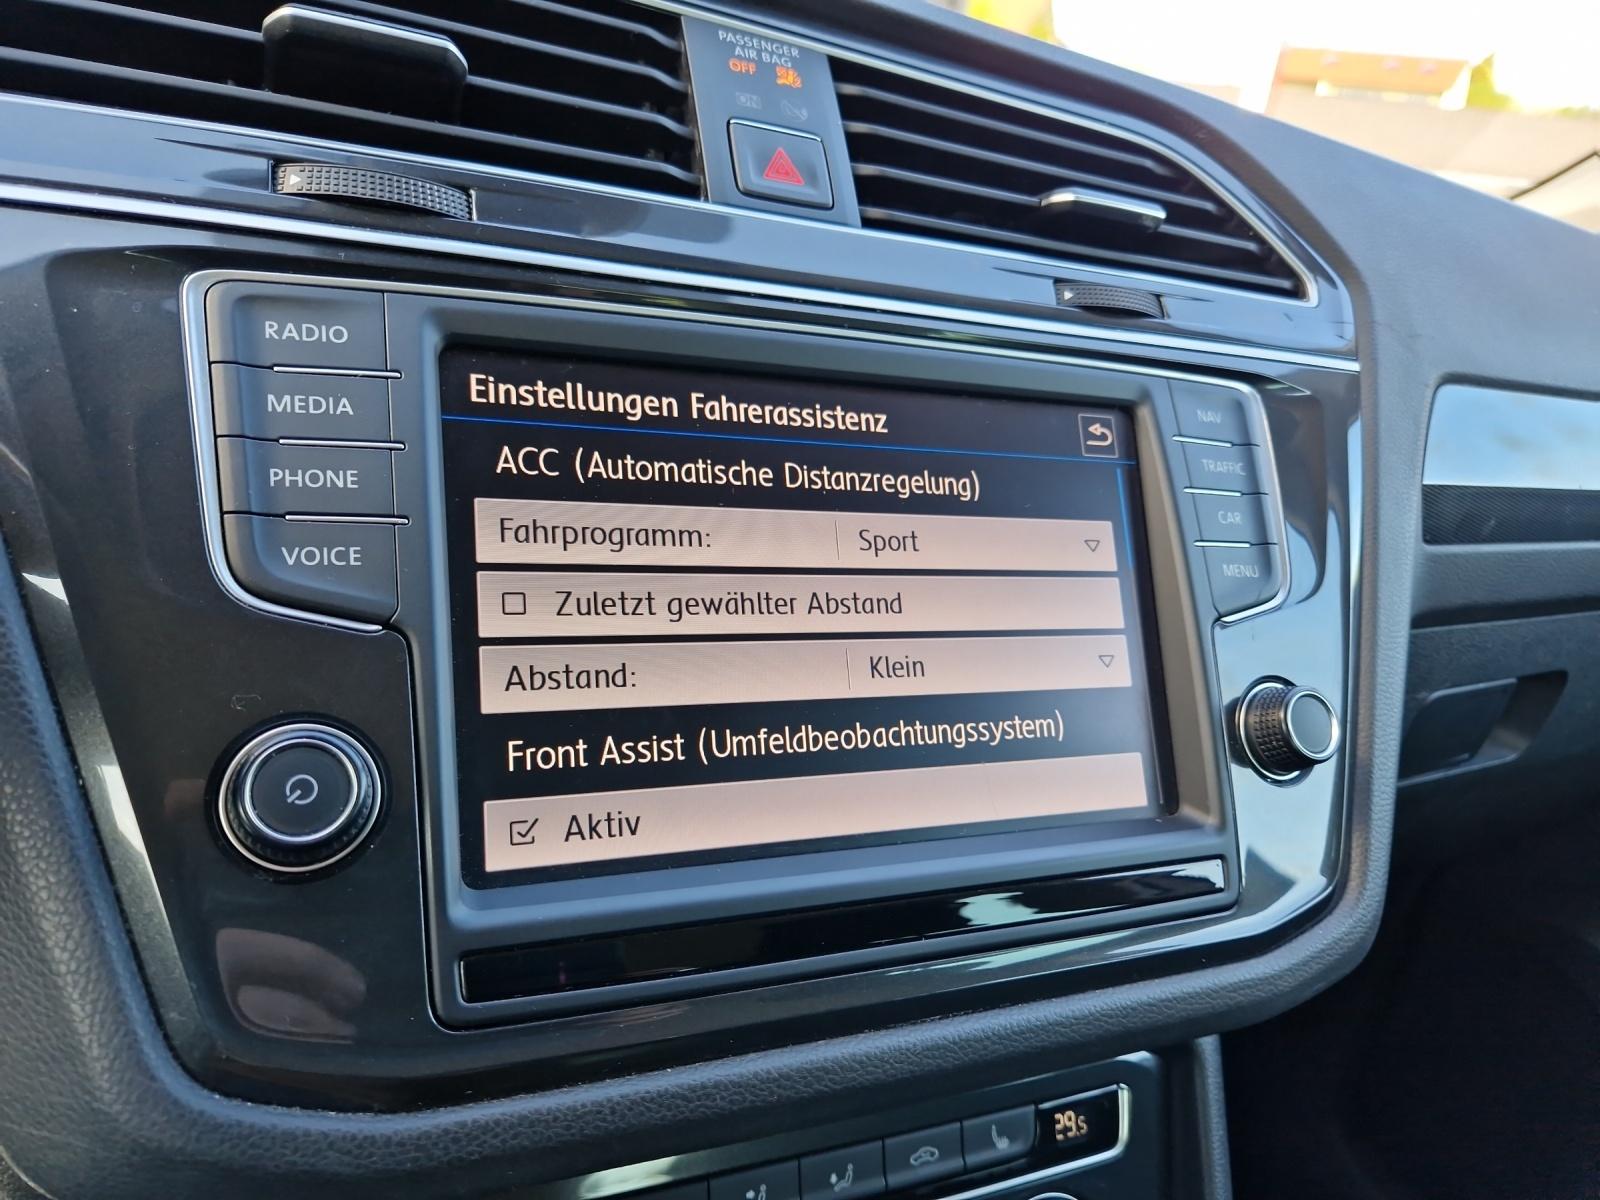 PASSENGER
AIR BAG
OFF
ON
RADIO
MEDIA
PHONE
VOICE
Einstellungen Fahrerassistenz
ACC (Automatische Distanzregelung)
Fahrprogramm: Sport
Zuletzt gewählter Abstand
Abstand: Klein
Front Assist (Umfeldbeobachtungssystem)
Aktiv
NAV
TRAFFIC
CAR
MENU
29.5